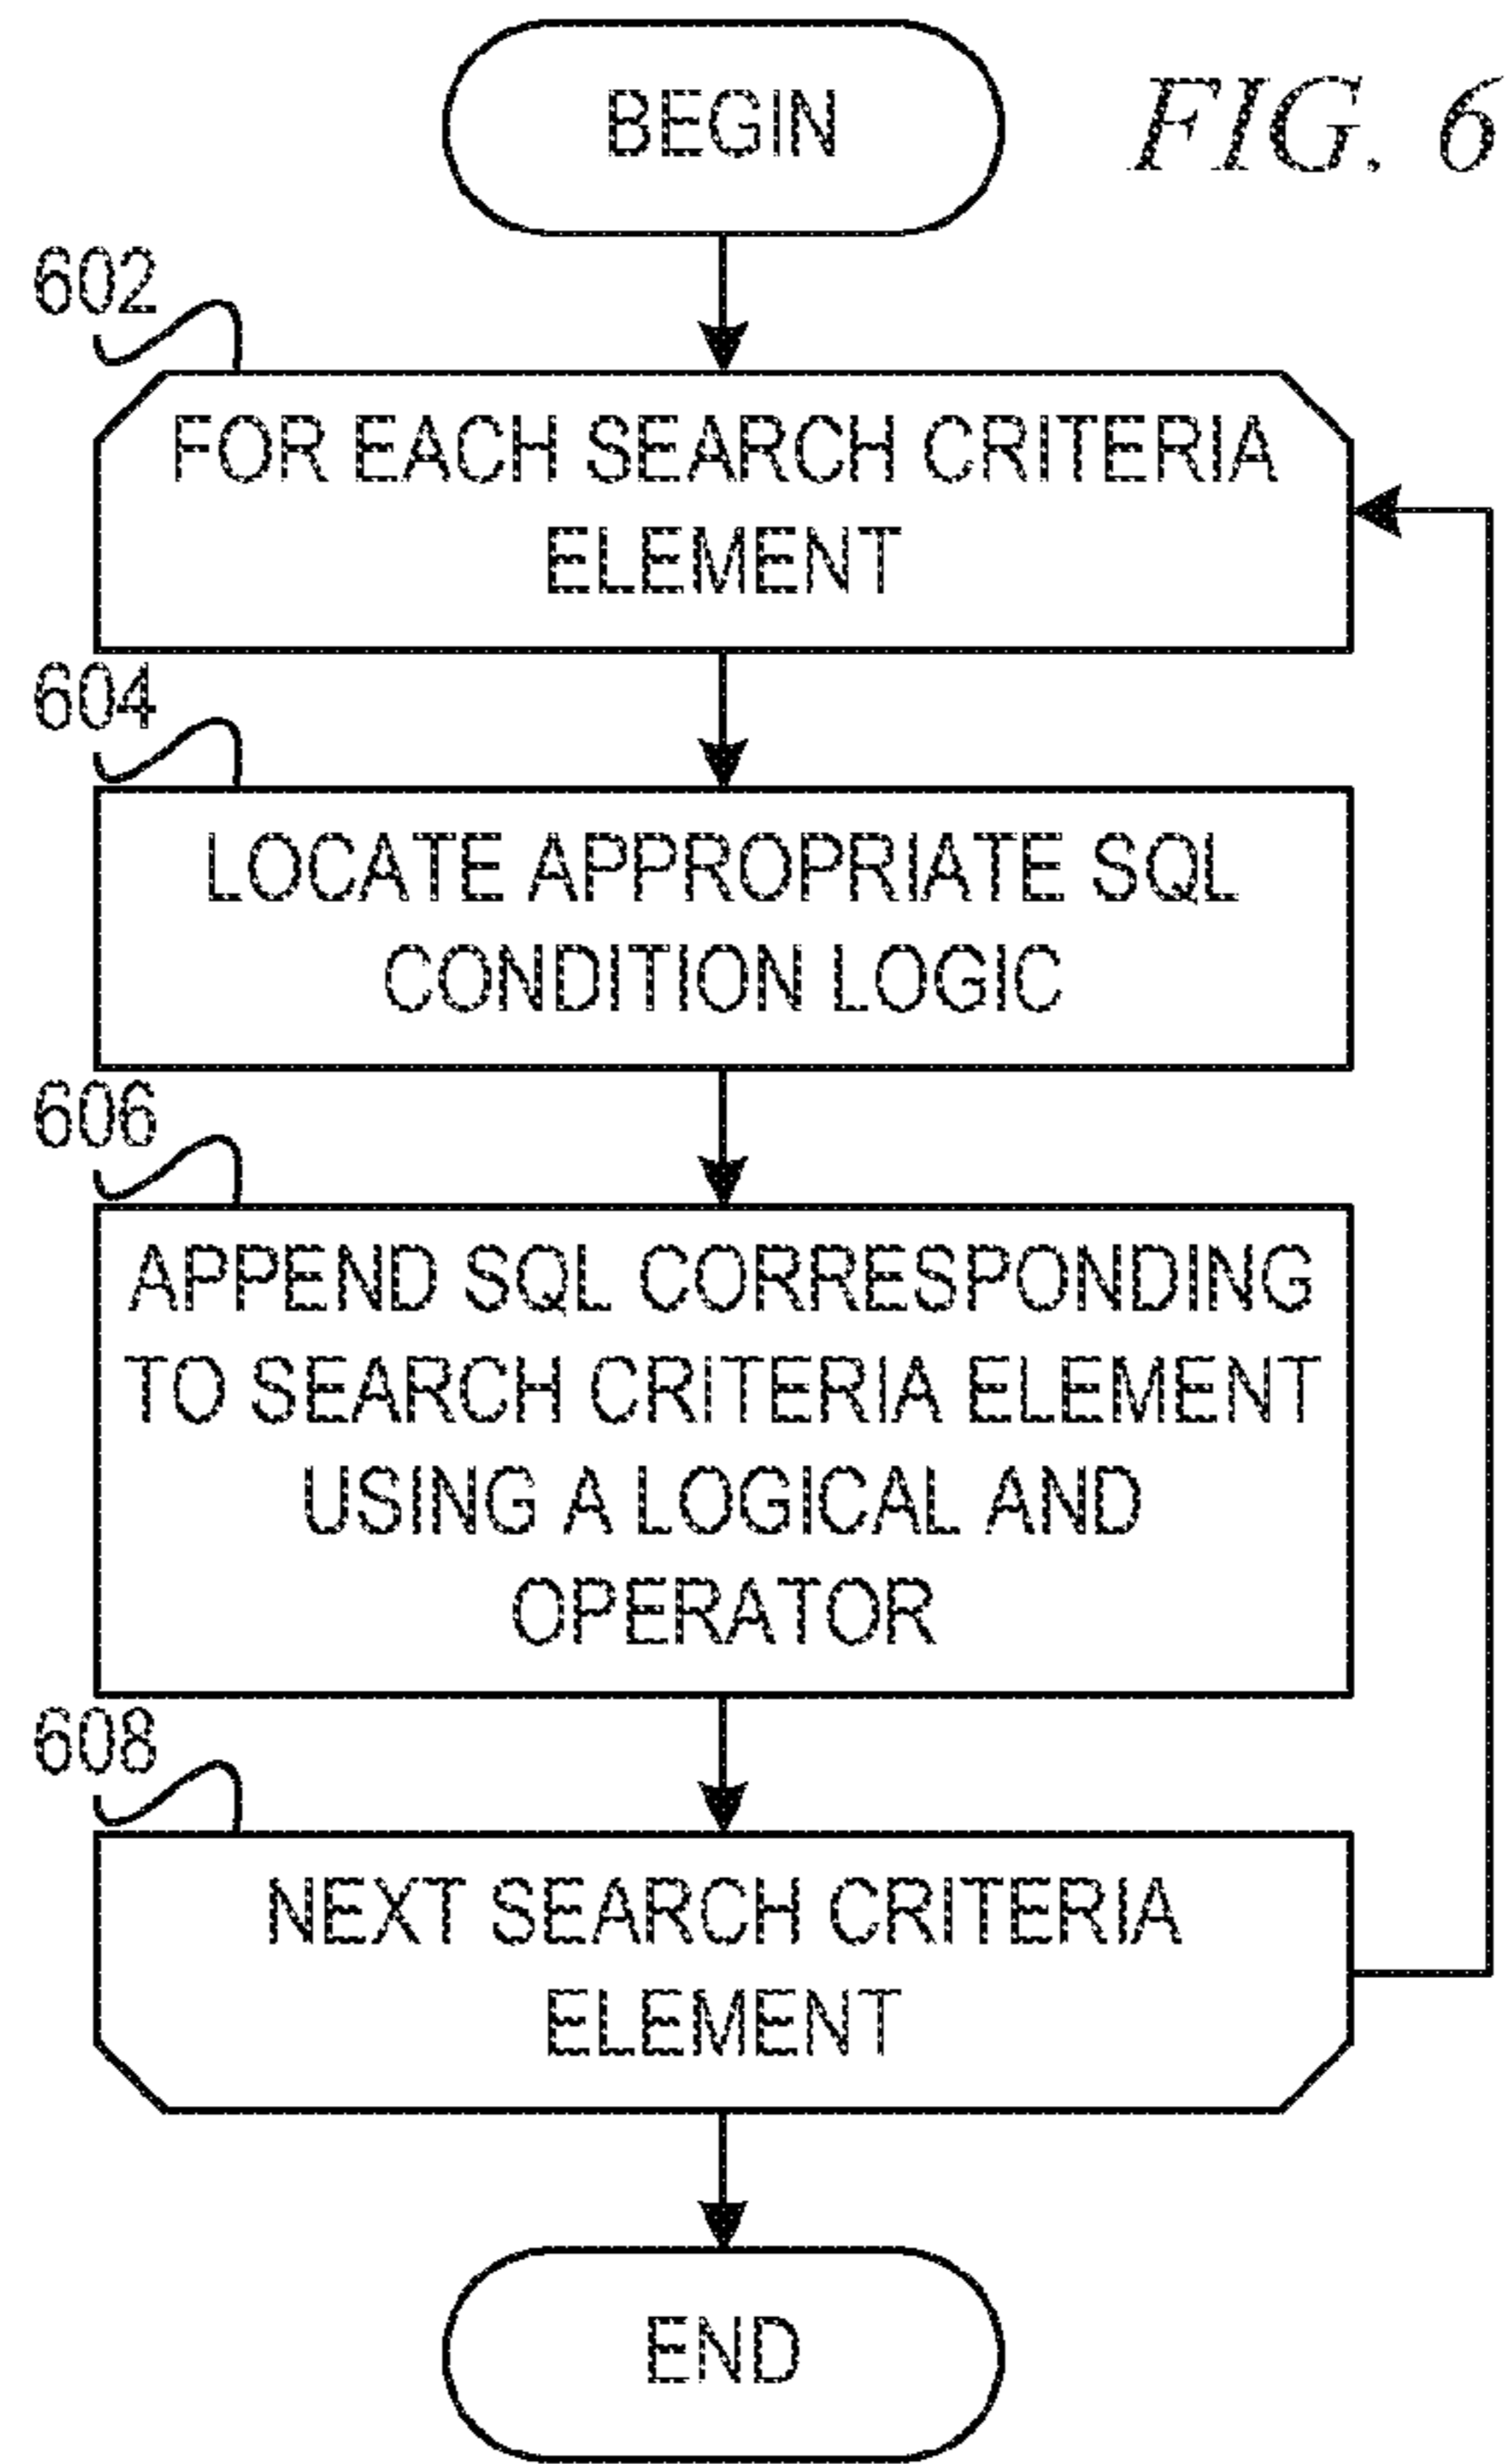 BEGIN
FIG. 6
602
FOR EACH SEARCH CRITERIA
ELEMENT
604
LOCATE APPROPRIATE SQL
CONDITION LOGIC
606
APPEND SQL CORRESPONDING
TO SEARCH CRITERIA ELEMENT
USING A LOGICAL AND
OPERATOR
608
NEXT SEARCH CRITERIA
ELEMENT
END